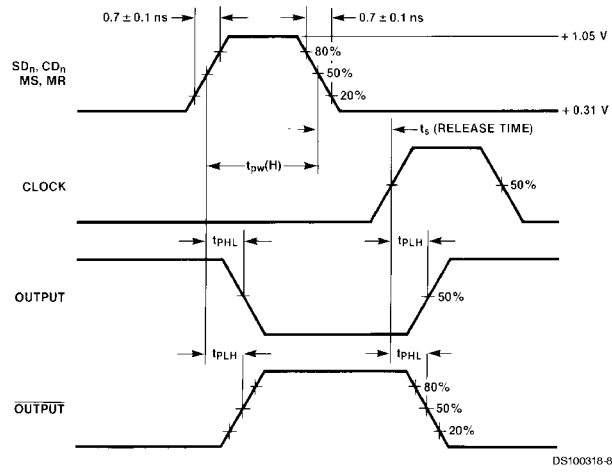 0.7 ± 0.1 ns
0.7 ± 0.1 ns
+ 1.05 V
SDn, CDn
MS, MR
80%
50%
20%
+ 0.31 V
ts (RELEASE TIME)
tpw(H)
CLOCK
50%
tPHL
tPLH
OUTPUT
50%
tPLH
tPHL
80%
OUTPUT
50%
20%
DS100318-8